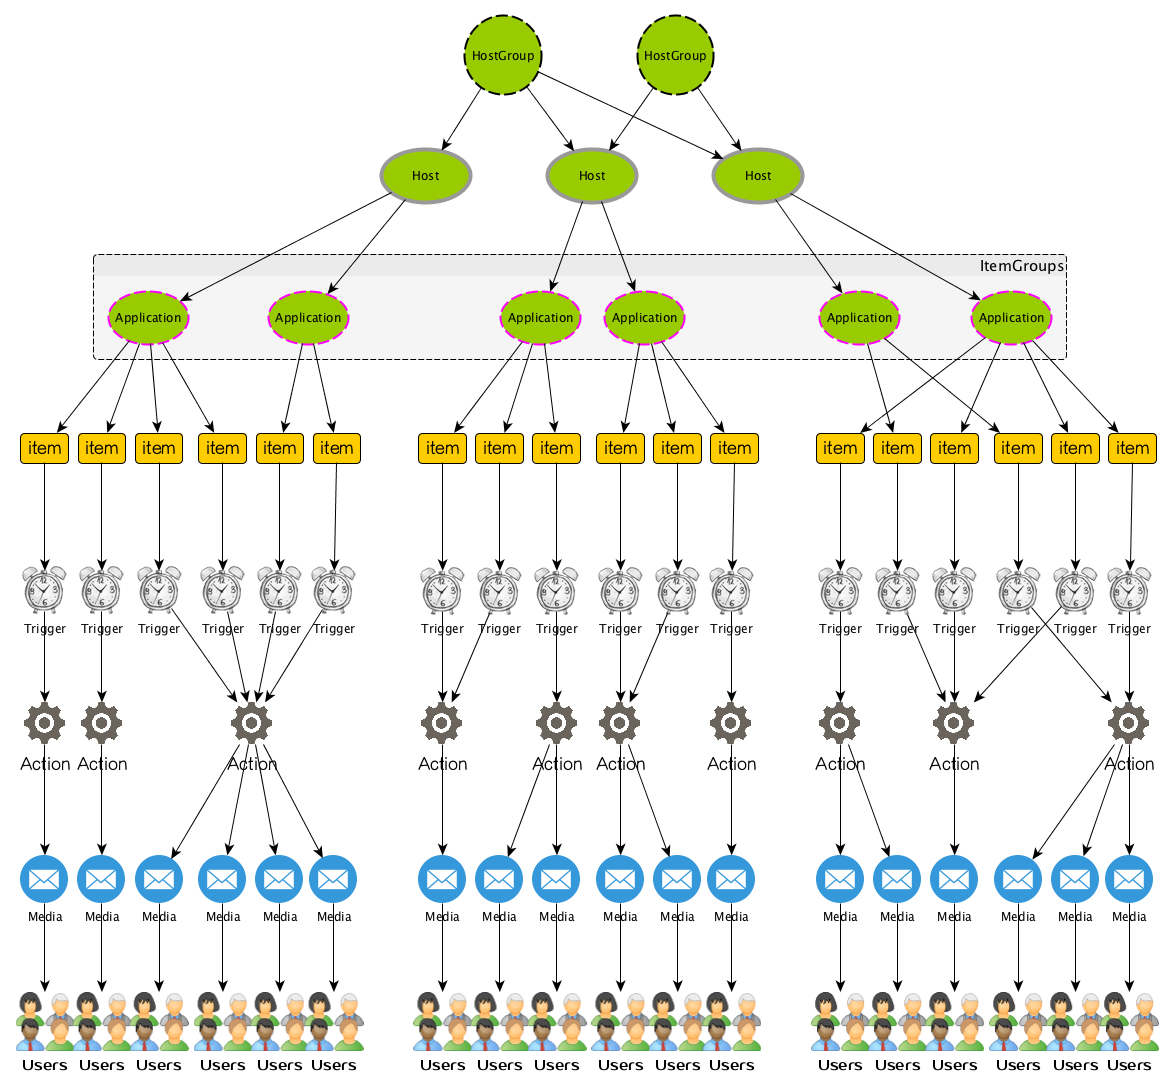 HostGroup HostGroup
Host Host Host
ItemGroups
Application Application Application Application Application Application
item item item item item item item item item item item item item item item item item item
Trigger Trigger Trigger Trigger Trigger Trigger Trigger Trigger Trigger Trigger Trigger Trigger Trigger Trigger Trigger Trigger Trigger Trigger
Action Action Action Action Action Action Action Action Action Action
Media Media Media Media Media Media Media Media Media Media Media Media Media Media Media Media Media Media
Users Users Users Users Users Users Users Users Users Users Users Users Users Users Users Users Users Users